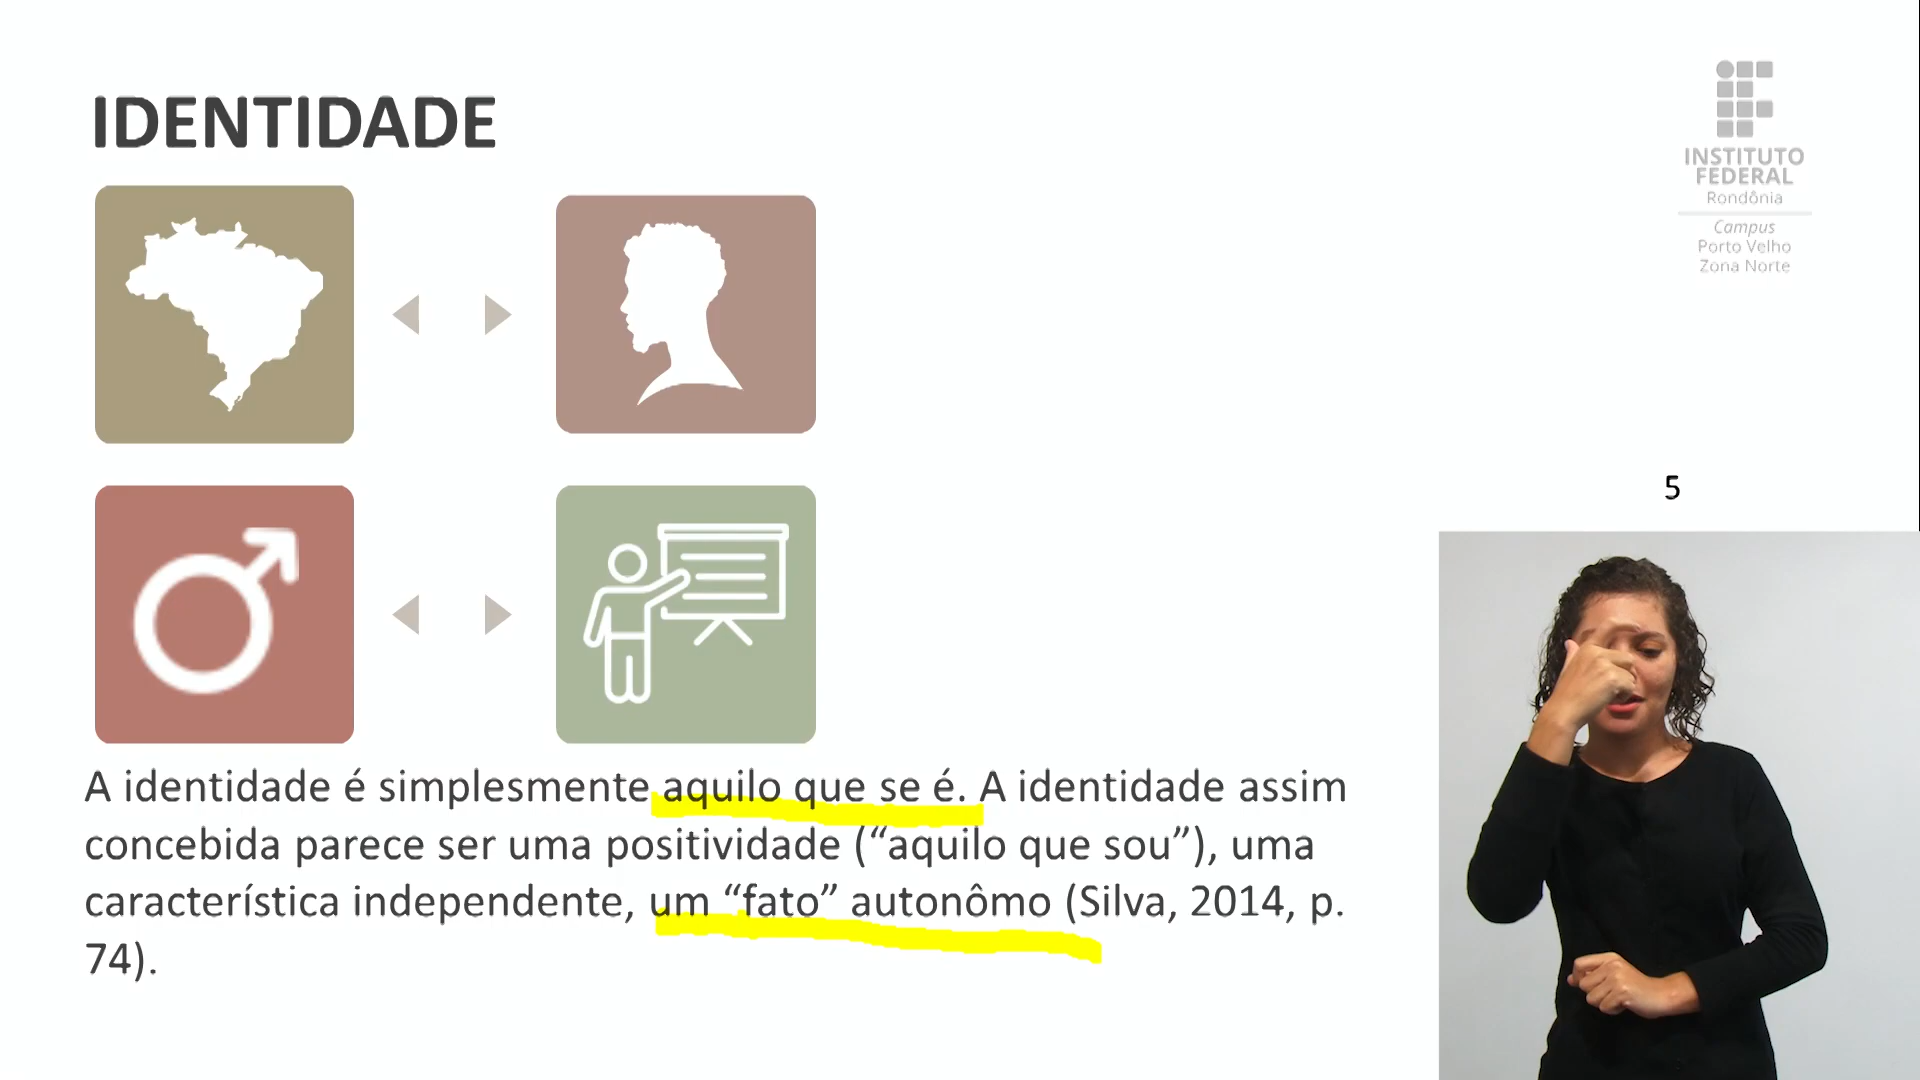 IDENTIDADE
INSTITUTO
FEDERAL
Rondônia
Campus
Porto Velho
Zona Norte
5
A identidade é simplesmente aquilo que se é. A identidade assim
concebida parece ser uma positividade (“aquilo que sou”), uma
característica independente, um “fato” autonômo (Silva, 2014, p.
74).